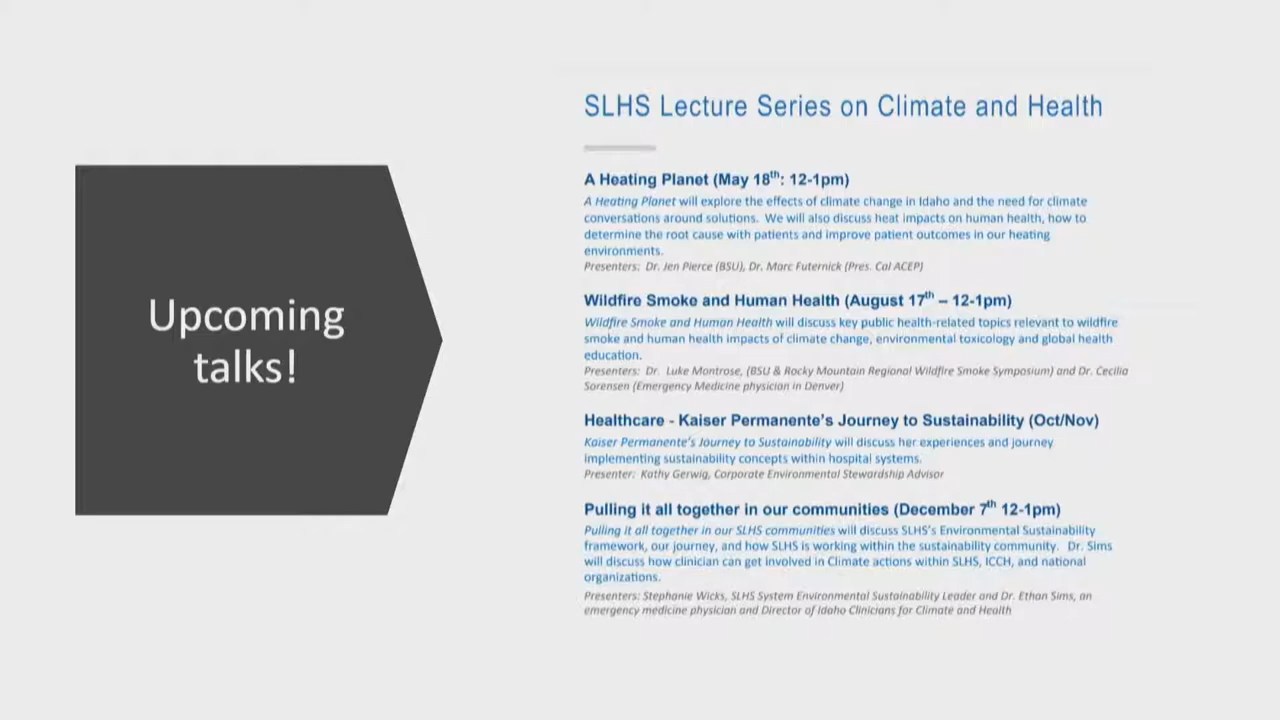 Upcoming
talks!
SLHS Lecture Series on Climate and Health
A Heating Planet (May 18th: 12-1pm)
A Heating Planet will explore the effects of climate change in Idaho and the need for climate
conversations around solutions. We will also discuss heat impacts on human health, how to
determine the root cause with patients and improve patient outcomes in our heating
environments.
Presenters: Dr. Jen Pierce (BSU), Dr. Marc Futernick (Pres. Cal ACEP)
Wildfire Smoke and Human Health (August 17th – 12-1pm)
Wildfire Smoke and Human Health will discuss key public health-related topics relevant to wildfire
smoke and human health impacts of climate change, environmental toxicology and global health
education.
Presenters: Dr. Luke Montrose, (BSU & Rocky Mountain Regional Wildfire Smoke Symposium) and Dr. Cecilia
Sorensen (Emergency Medicine physician in Denver)
Healthcare - Kaiser Permanente's Journey to Sustainability (Oct/Nov)
Kaiser Permanente's Journey to Sustainability will discuss her experiences and journey
implementing sustainability concepts within hospital systems.
Presenter: Kathy Gerwig, Corporate Environmental Stewardship Advisor
Pulling it all together in our communities (December 7th 12-1pm)
Pulling it all together in our SLHS communities will discuss SLHS's Environmental Sustainability
framework, our journey, and how SLHS is working within the sustainability community. Dr. Sims
will discuss how clinician can get involved in Climate actions within SLHS, ICCH, and national
organizations.
Presenters: Stephanie Wicks, SLHS System Environmental Sustainability Leader and Dr. Ethan Sims, an
emergency medicine physician and Director of Idaho Clinicians for Climate and Health